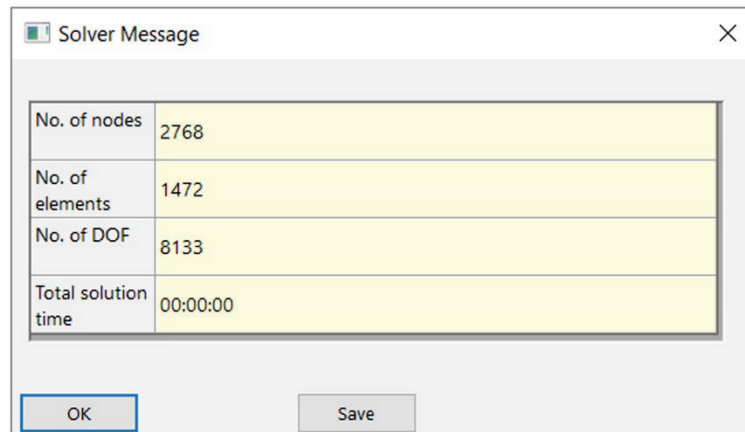 Solver Message
No. of nodes
2768
No. of
elements
1472
No. of DOF
8133
Total solution
time
00:00:00
OK
Save